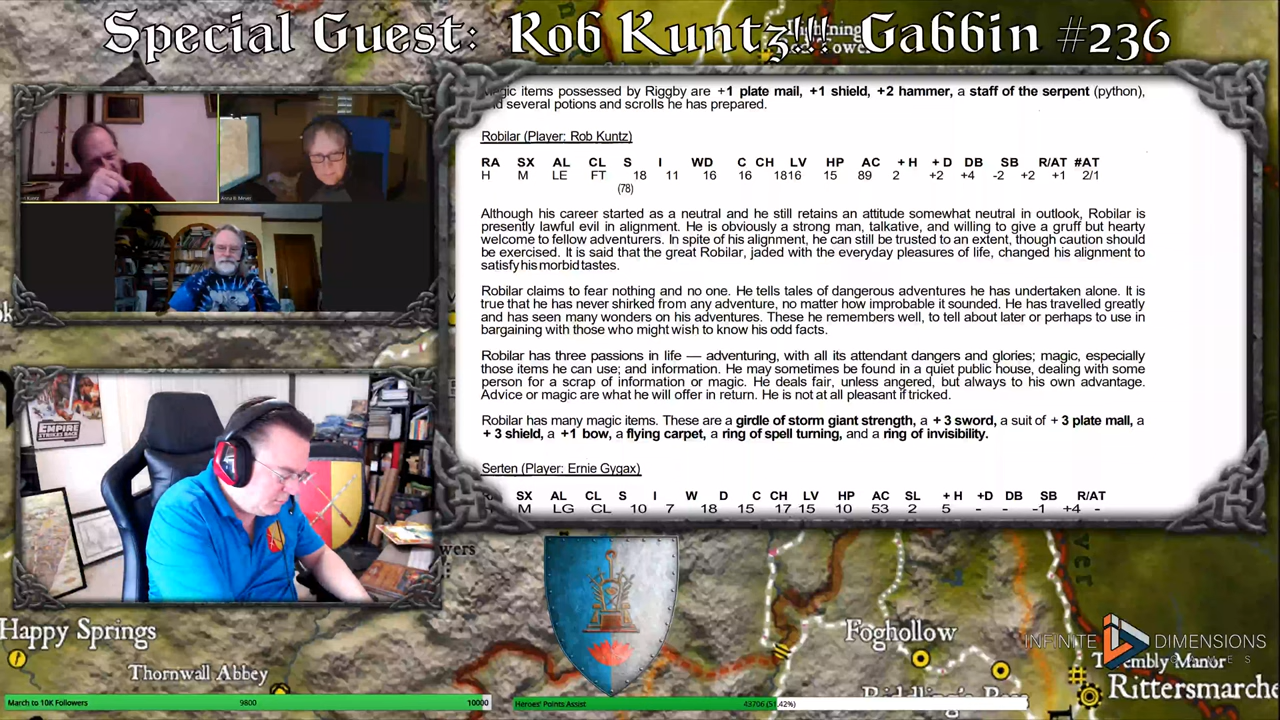 Special Guest: Rob Kuntz!!! Gabbin #236
Magic items possessed by Riggby are +1 plate mail, +1 shield, +2 hammer, a staff of the serpent (python),
and several potions and scrolls he has prepared.
Robilar (Player: Rob Kuntz)
RA SX AL CL S I WD C CH LV HP AC + H + D DB SB R/AT #AT
H M LE FT 18 11 16 16 1816 15 89 2 +2 +4 -2 +2 +1 2/1
(78)
Although his career started as a neutral and he still retains an attitude somewhat neutral in outlook, Robilar is
presently lawful evil in alignment. He is obviously a strong man, talkative, and willing to give a gruff but hearty
welcome to fellow adventurers. In spite of his alignment, he can still be trusted to an extent, though caution should
be exercised. It is said that the great Robilar, jaded with the everyday pleasures of life, changed his alignment to
satisfy his morbid tastes.
Robilar claims to fear nothing and no one. He tells tales of dangerous adventures he has undertaken alone. It is
true that he has never shirked from any adventure, no matter how improbable it sounded. He has travelled greatly
and has seen many wonders on his adventures. These he remembers well, to tell about later or perhaps to use in
bargaining with those who might wish to know his odd facts.
Robilar has three passions in life — adventuring, with all its attendant dangers and glories; magic, especially
those items he can use; and information. He may sometimes be found in a quiet public house, dealing with some
person for a scrap of information or magic. He deals fair, unless angered, but always to his own advantage.
Advice or magic are what he will offer in return. He is not at all pleasant if tricked.
Robilar has many magic items. These are a girdle of storm giant strength, a + 3 sword, a suit of + 3 plate mall, a
+ 3 shield, a +1 bow, a flying carpet, a ring of spell turning, and a ring of invisibility.
Serten (Player: Ernie Gygax)
SX AL CL S I W D C CH LV HP AC SL + H +D DB SB R/AT
M LG CL 10 7 18 15 17 15 10 53 2 5 - - -1 +4 -
EMPIRE
STRIKES BACK
Happy Springs
Thornwall Abbey
Foghollow
Rittersmarche
INFINITE DIMENSIONS
GAMES
March to 10K Followers 9800 10000
Heroes' Points Assist 43706 (51.42%)